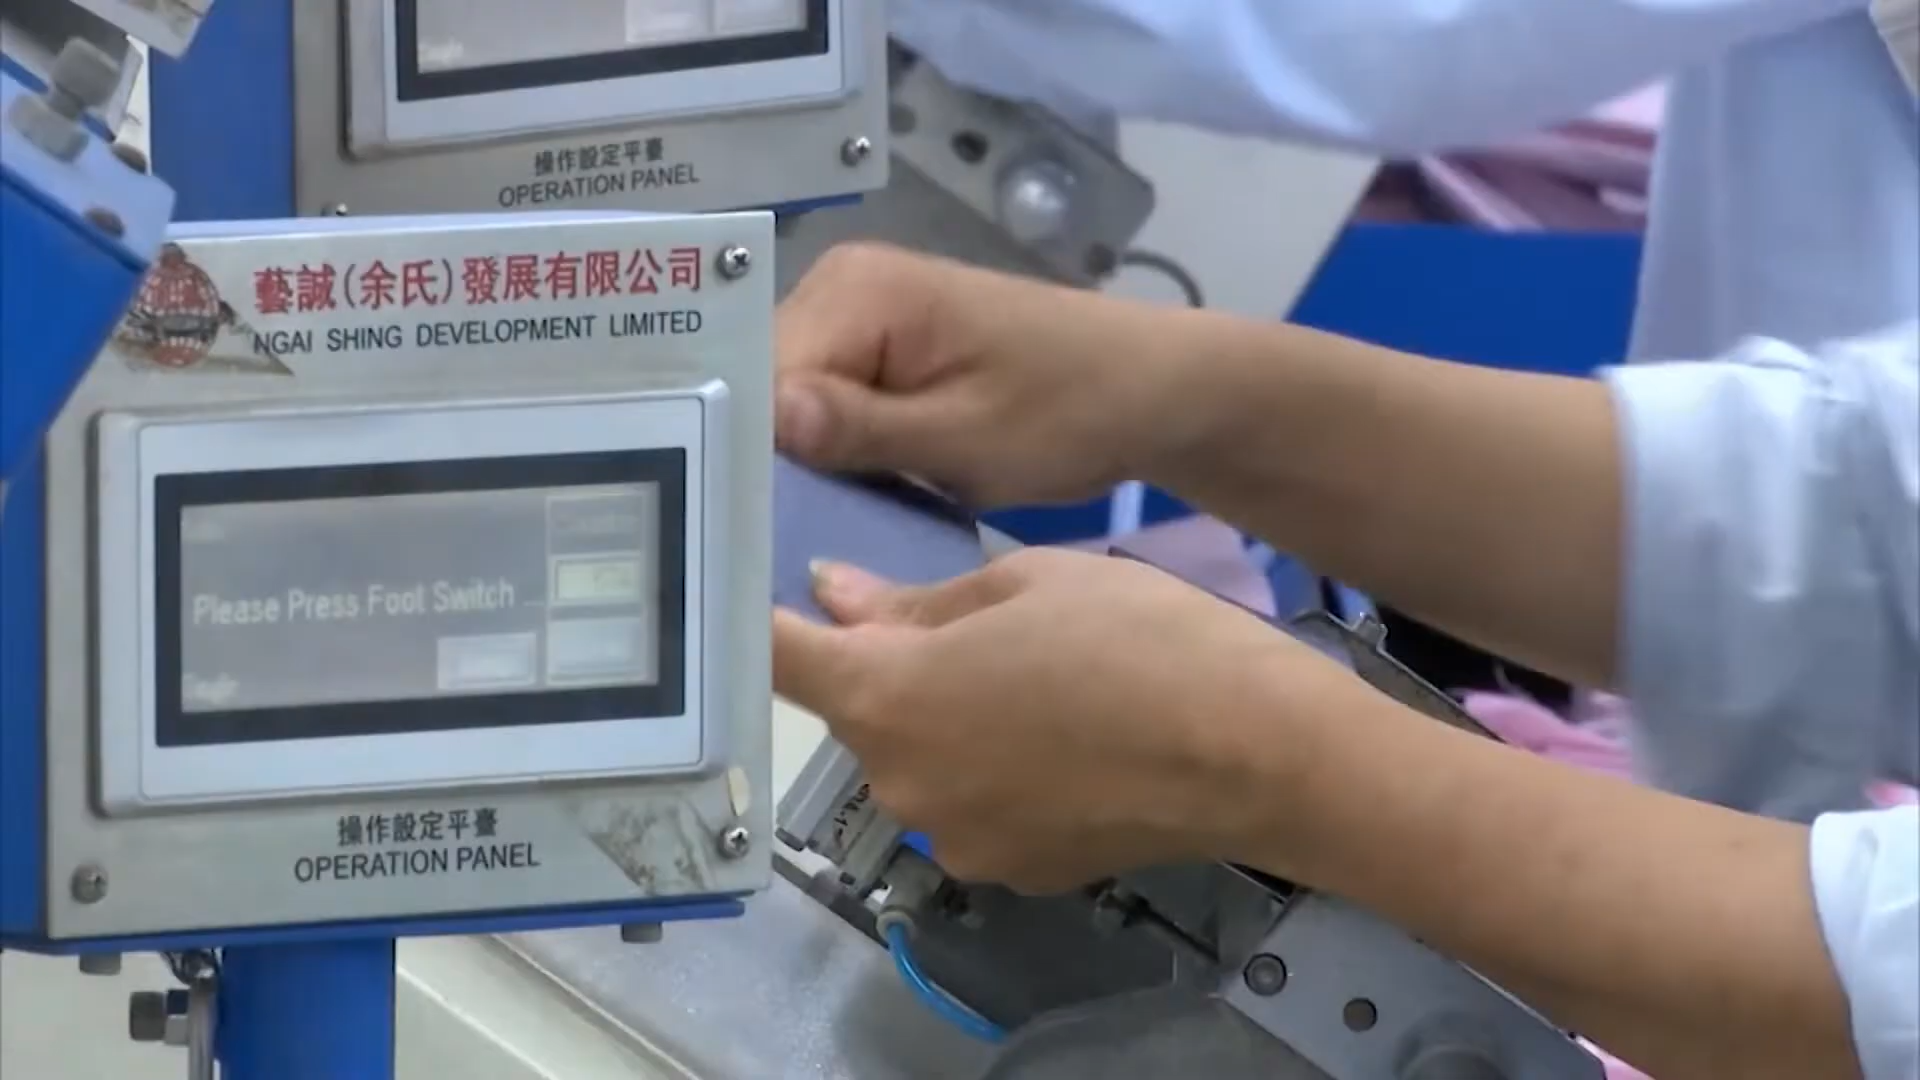 操作設定平臺
OPERATION PANEL
藝誠(余氏)發展有限公司
NGAI SHING DEVELOPMENT LIMITED
Please Press Foot Switch ...
操作設定平臺
OPERATION PANEL